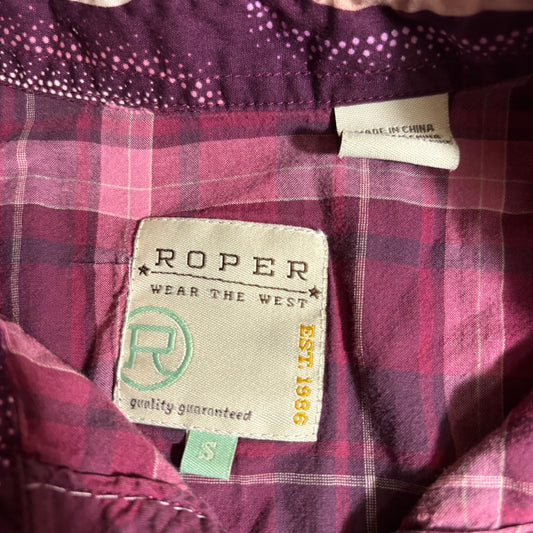 MADE IN CHINA
ROPER
WEAR THE WEST
R
EST. 1986
quality guaranteed
S